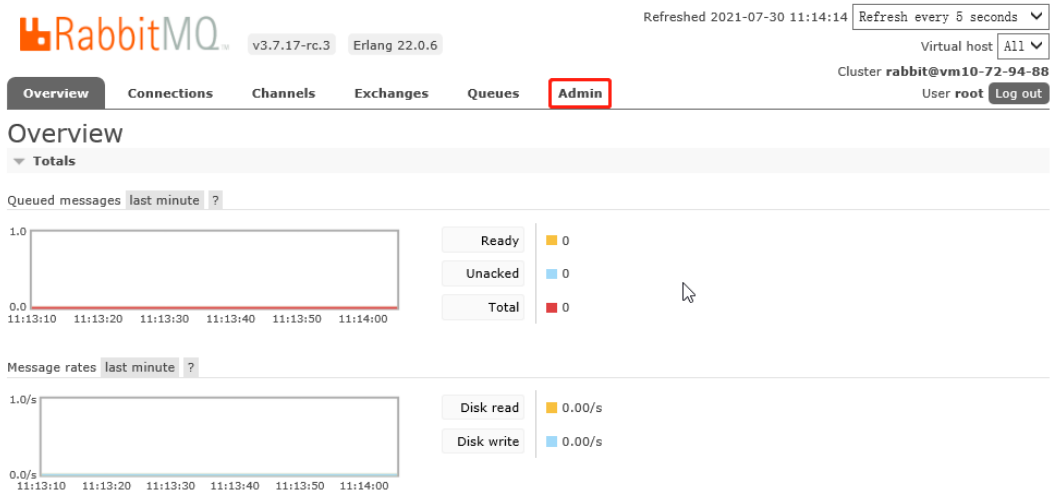 Refreshed 2021-07-30 11:14:14 Refresh every 5 seconds
RabbitMQ TM v3.7.17-rc.3 Erlang 22.0.6
Virtual host All
Cluster rabbit@vm10-72-94-88
User root Log out
Overview Connections Channels Exchanges Queues Admin
Overview
Totals
Queued messages last minute ?
1.0
0.0
11:13:10 11:13:20 11:13:30 11:13:40 11:13:50 11:14:00
Ready 0
Unacked 0
Total 0
Message rates last minute ?
1.0/s
0.0/s
11:13:10 11:13:20 11:13:30 11:13:40 11:13:50 11:14:00
Disk read 0.00/s
Disk write 0.00/s